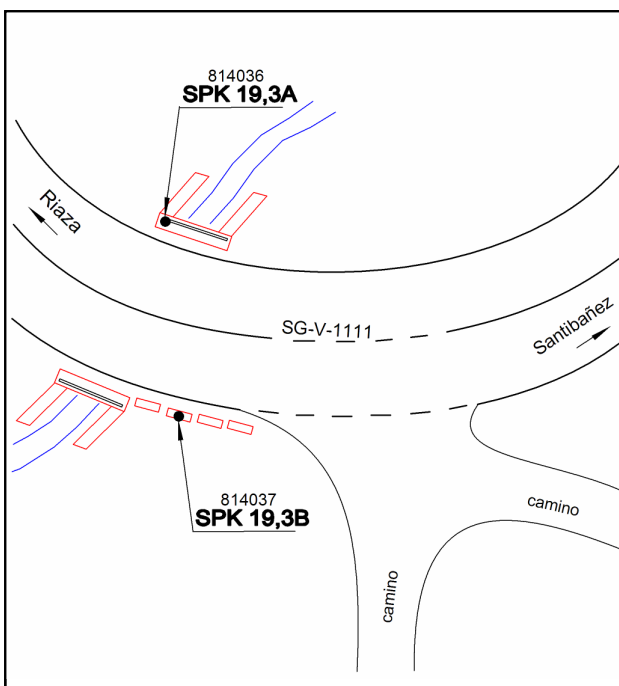 814036
SPK 19,3A
Riaza
SG-V-1111
Santibañez
814037
SPK 19,3B
camino
camino